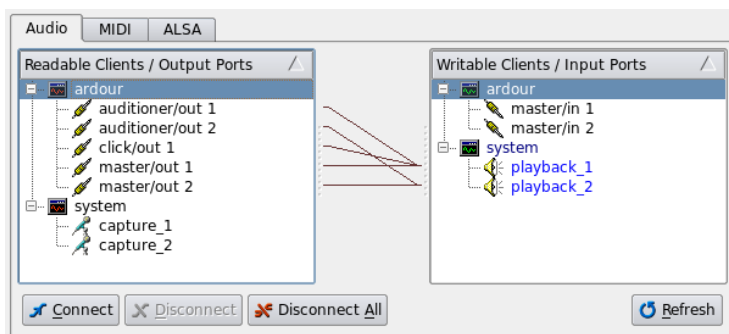 Audio MIDI ALSA
Readable Clients / Output Ports
ardour
auditioner/out 1
auditioner/out 2
click/out 1
master/out 1
master/out 2
system
capture_1
capture_2
Writable Clients / Input Ports
ardour
master/in 1
master/in 2
system
playback_1
playback_2
Connect Disconnect Disconnect All Refresh